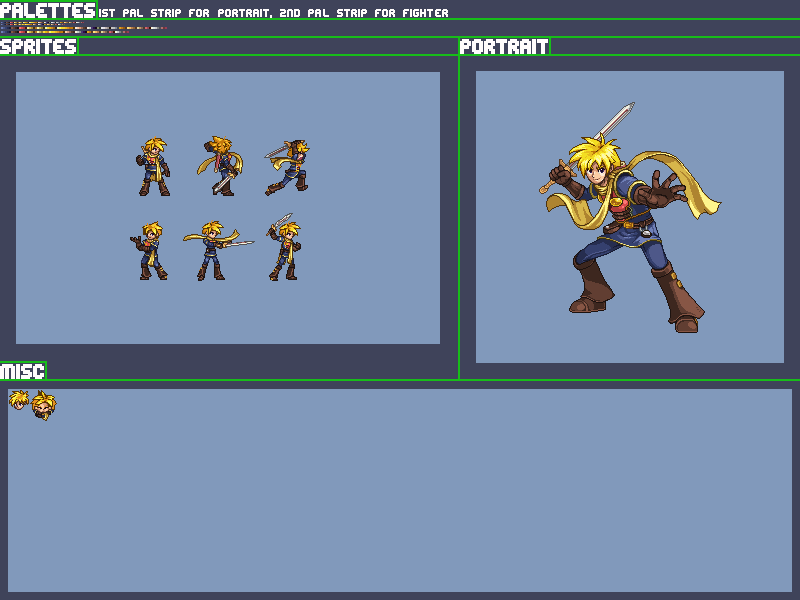 PALETTES 1ST PAL STRIP FOR PORTRAIT, 2ND PAL STRIP FOR FIGHTER
SPRITES
PORTRAIT
MISC